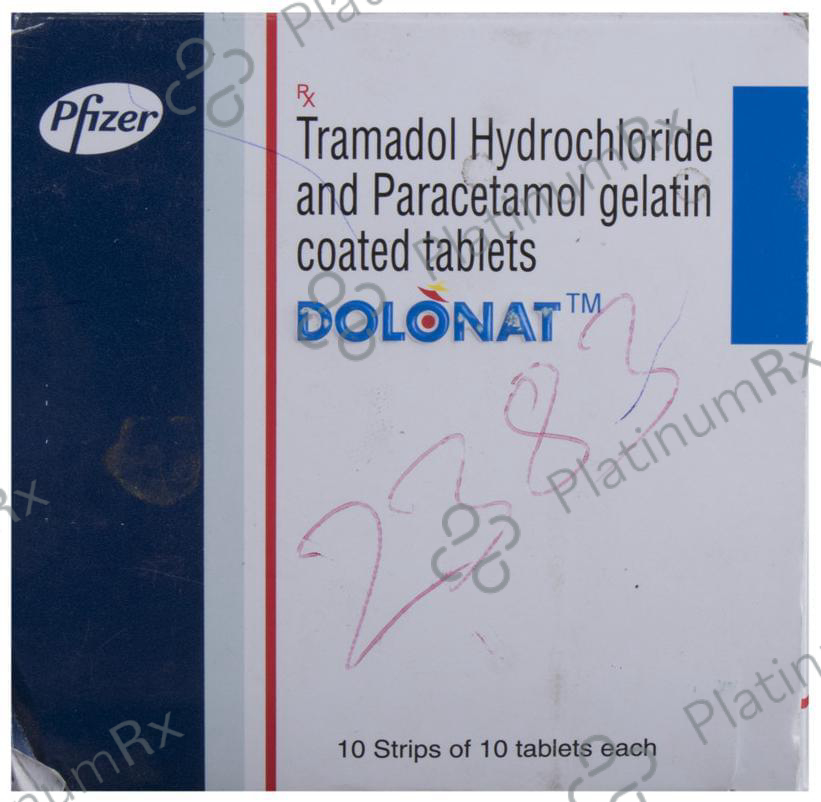 Pfizer
Rx
Tramadol Hydrochloride
and Paracetamol gelatin
coated tablets
DOLONAT™
2383
10 Strips of 10 tablets each
PlatinumRx
PlatinumRx
PlatinumRx